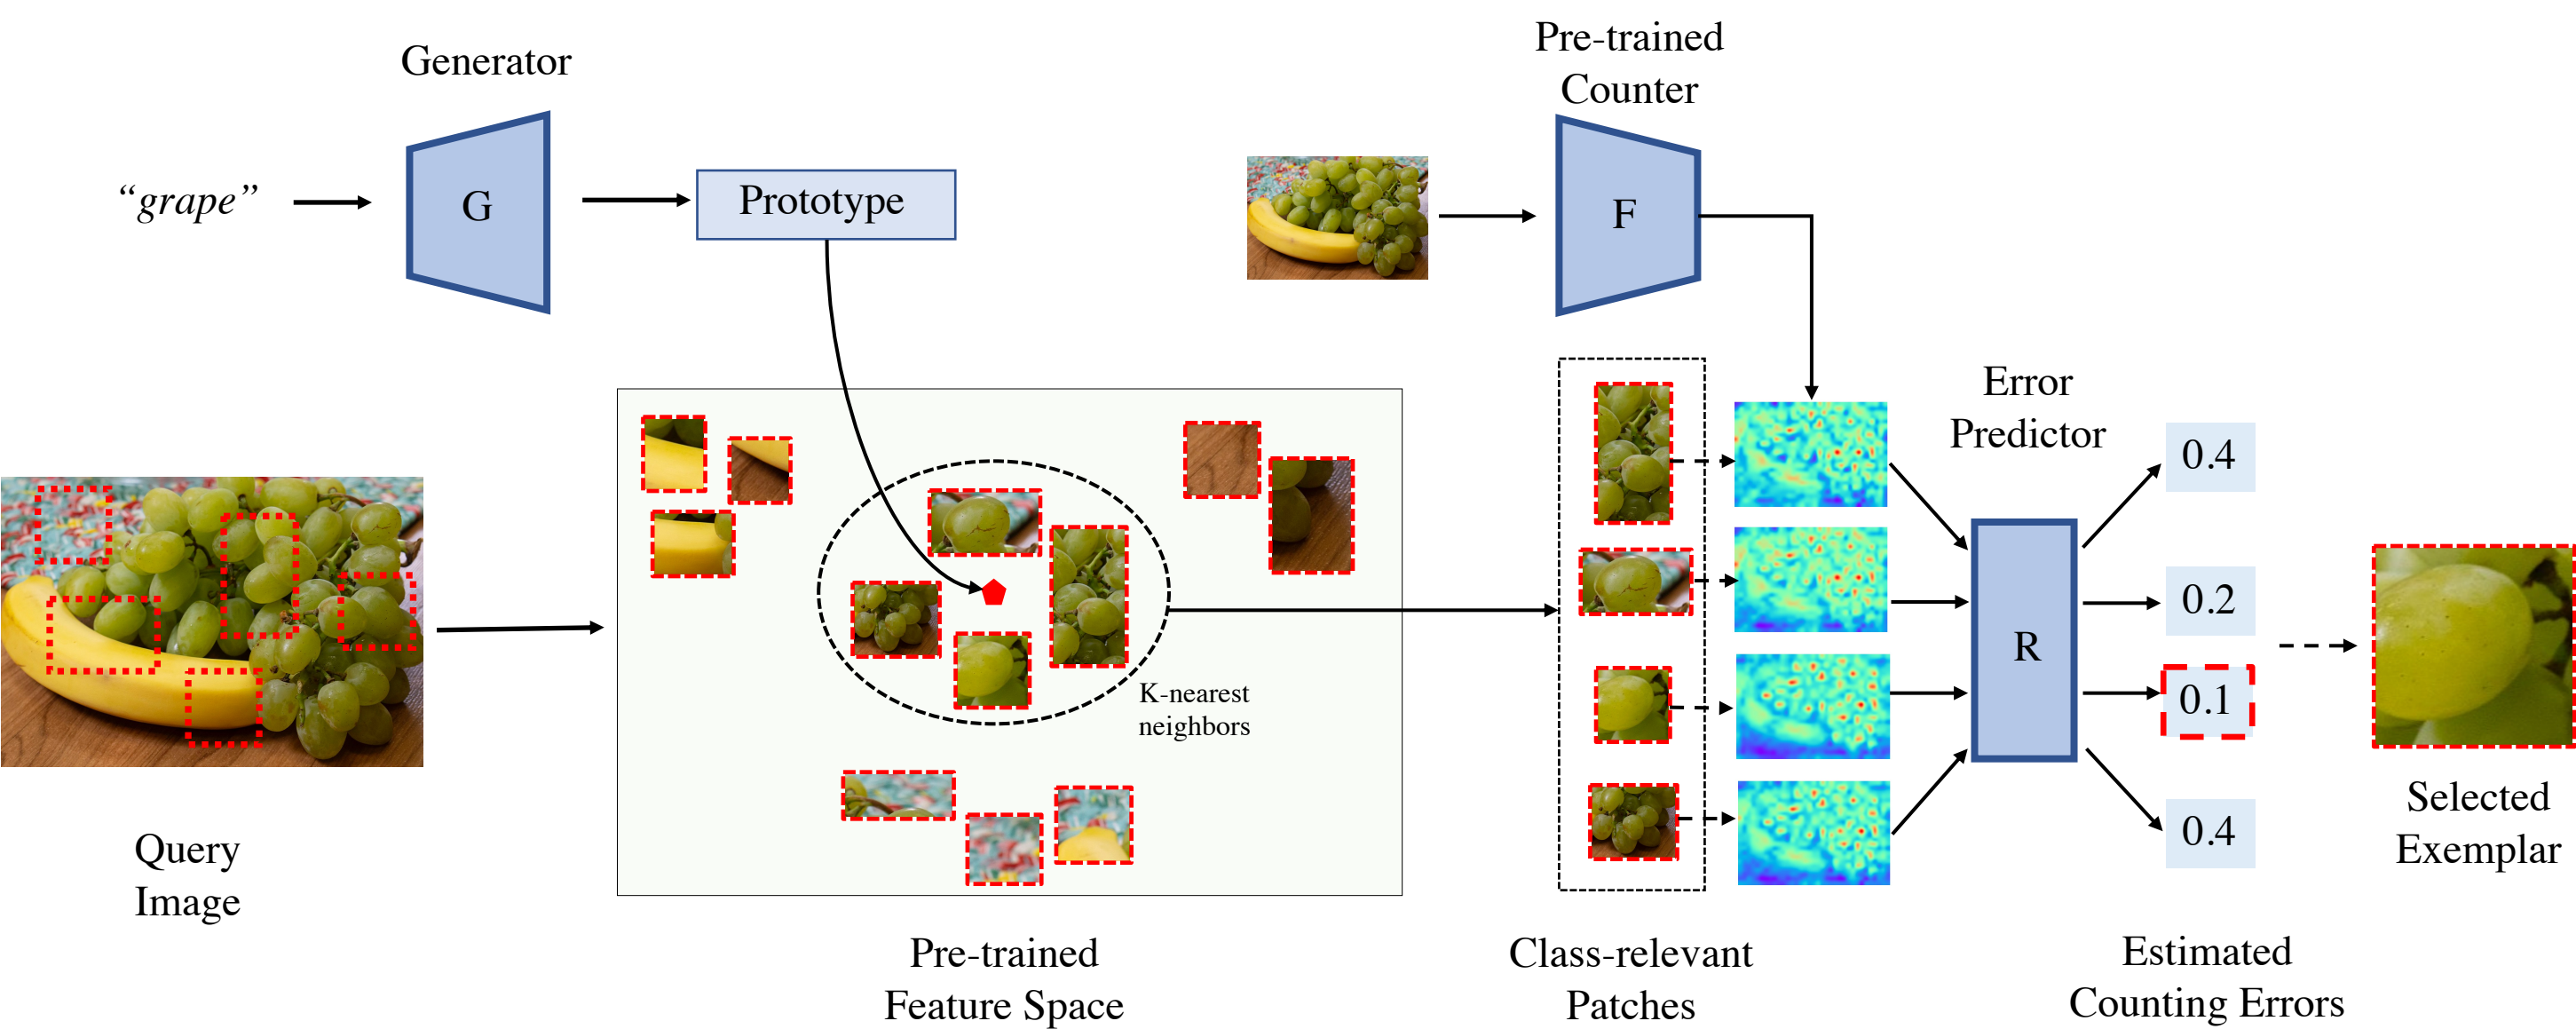 Generator
Pre-trained
Counter
“grape”
G
Prototype
F
Error
Predictor
0.4
0.2
R
0.1
0.4
K-nearest
neighbors
Selected
Exemplar
Query
Image
Pre-trained
Feature Space
Class-relevant
Patches
Estimated
Counting Errors